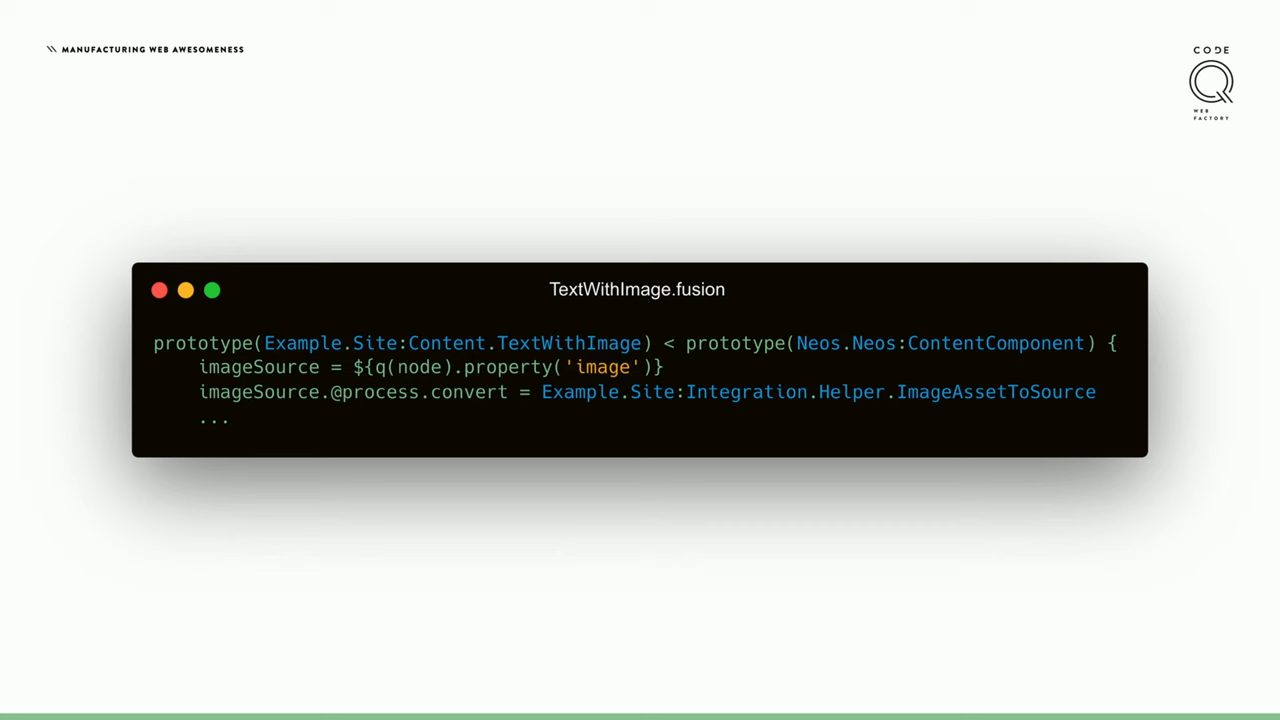 \\ MANUFACTURING WEB AWESOMENESS
CODE
Q
WEB
FACTORY
TextWithImage.fusion
prototype(Example.Site:Content.TextWithImage) < prototype(Neos.Neos:ContentComponent) {
    imageSource = ${q(node).property('image')}
    imageSource.@process.convert = Example.Site:Integration.Helper.ImageAssetToSource
    ...